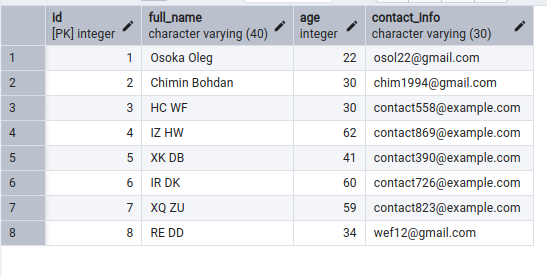 id full_name age contact_info
[PK] integer character varying (40) integer character varying (30)
1 1 Osoka Oleg 22 osol22@gmail.com
2 2 Chimin Bohdan 30 chim1994@gmail.com
3 3 HC WF 30 contact558@example.com
4 4 IZ HW 62 contact869@example.com
5 5 XK DB 41 contact390@example.com
6 6 IR DK 60 contact726@example.com
7 7 XQ ZU 59 contact823@example.com
8 8 RE DD 34 wef12@gmail.com